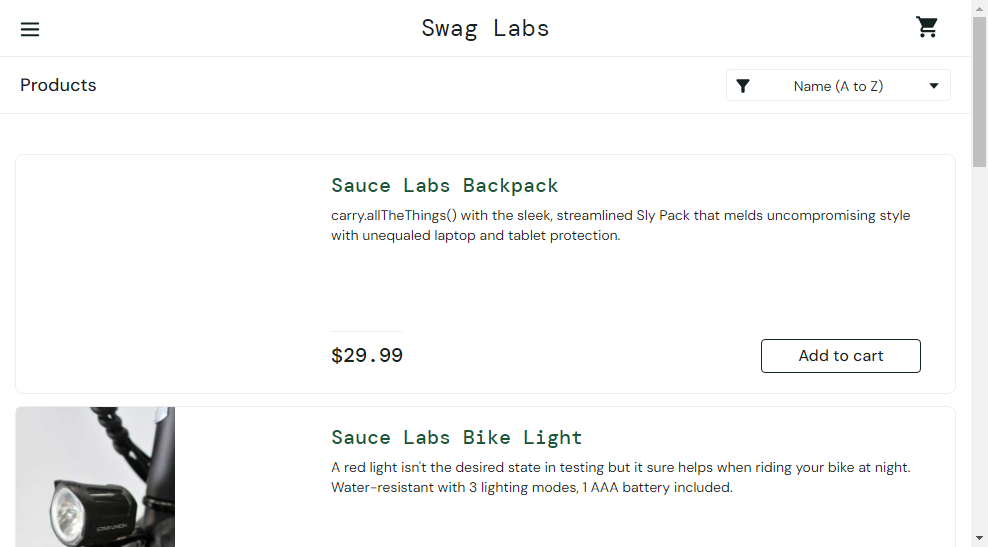 Swag Labs
Products
Name (A to Z)
Sauce Labs Backpack
carry.allTheThings() with the sleek, streamlined Sly Pack that melds uncompromising style
with unequaled laptop and tablet protection.
$29.99
Add to cart
Sauce Labs Bike Light
A red light isn't the desired state in testing but it sure helps when riding your bike at night.
Water-resistant with 3 lighting modes, 1 AAA battery included.